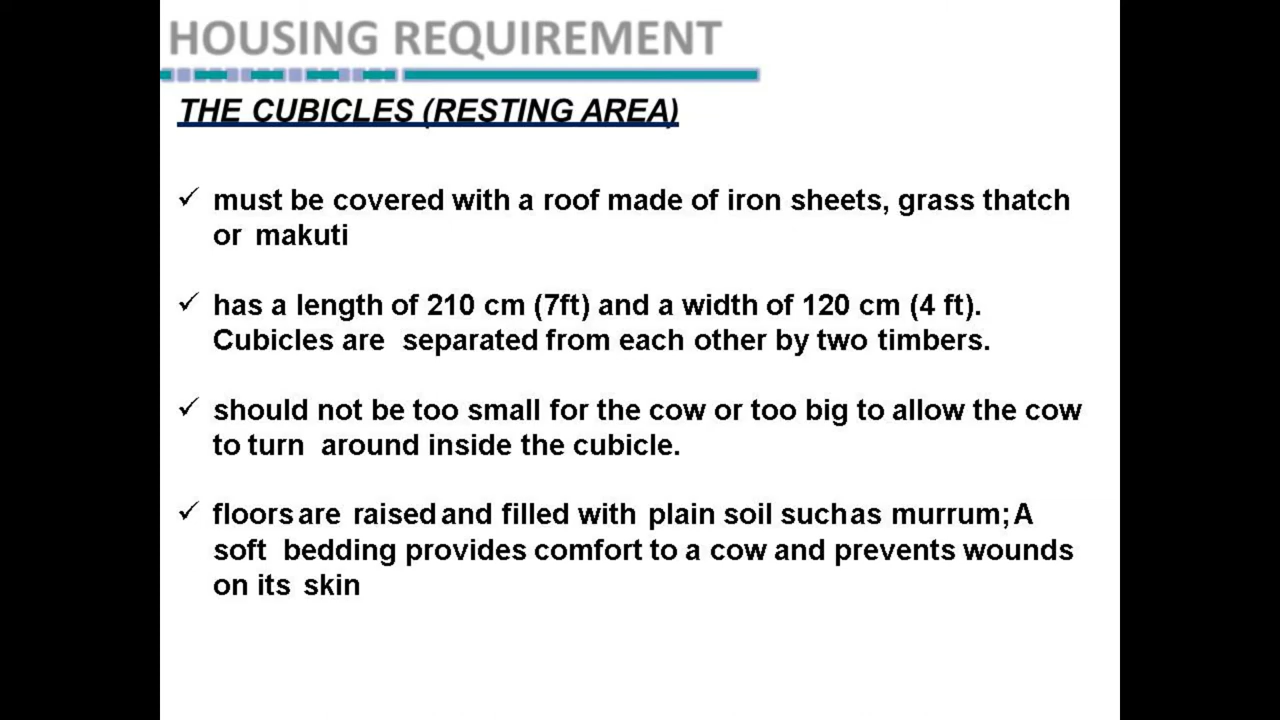 HOUSING REQUIREMENT
THE CUBICLES (RESTING AREA)
✓ must be covered with a roof made of iron sheets, grass thatch
or makuti
✓ has a length of 210 cm (7ft) and a width of 120 cm (4 ft).
Cubicles are separated from each other by two timbers.
✓ should not be too small for the cow or too big to allow the cow
to turn around inside the cubicle.
✓ floors are raised and filled with plain soil such as murrum; A
soft bedding provides comfort to a cow and prevents wounds
on its skin